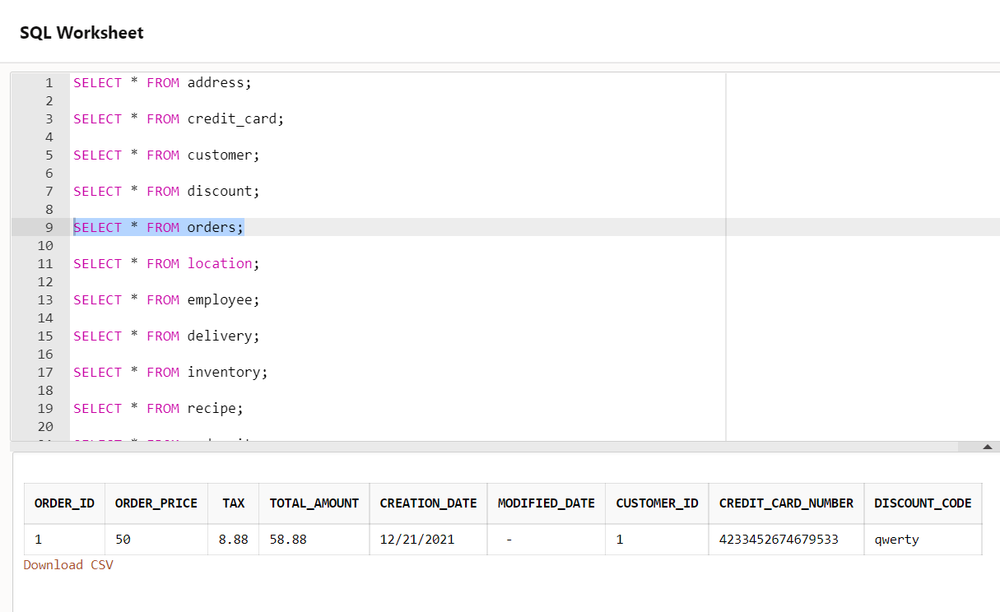 SQL Worksheet
1 SELECT * FROM address;
2
3 SELECT * FROM credit_card;
4
5 SELECT * FROM customer;
6
7 SELECT * FROM discount;
8
9 SELECT * FROM orders;
10
11 SELECT * FROM location;
12
13 SELECT * FROM employee;
14
15 SELECT * FROM delivery;
16
17 SELECT * FROM inventory;
18
19 SELECT * FROM recipe;
20
ORDER_ID ORDER_PRICE TAX TOTAL_AMOUNT CREATION_DATE MODIFIED_DATE CUSTOMER_ID CREDIT_CARD_NUMBER DISCOUNT_CODE
1 50 8.88 58.88 12/21/2021 - 1 4233452674679533 qwerty
Download CSV